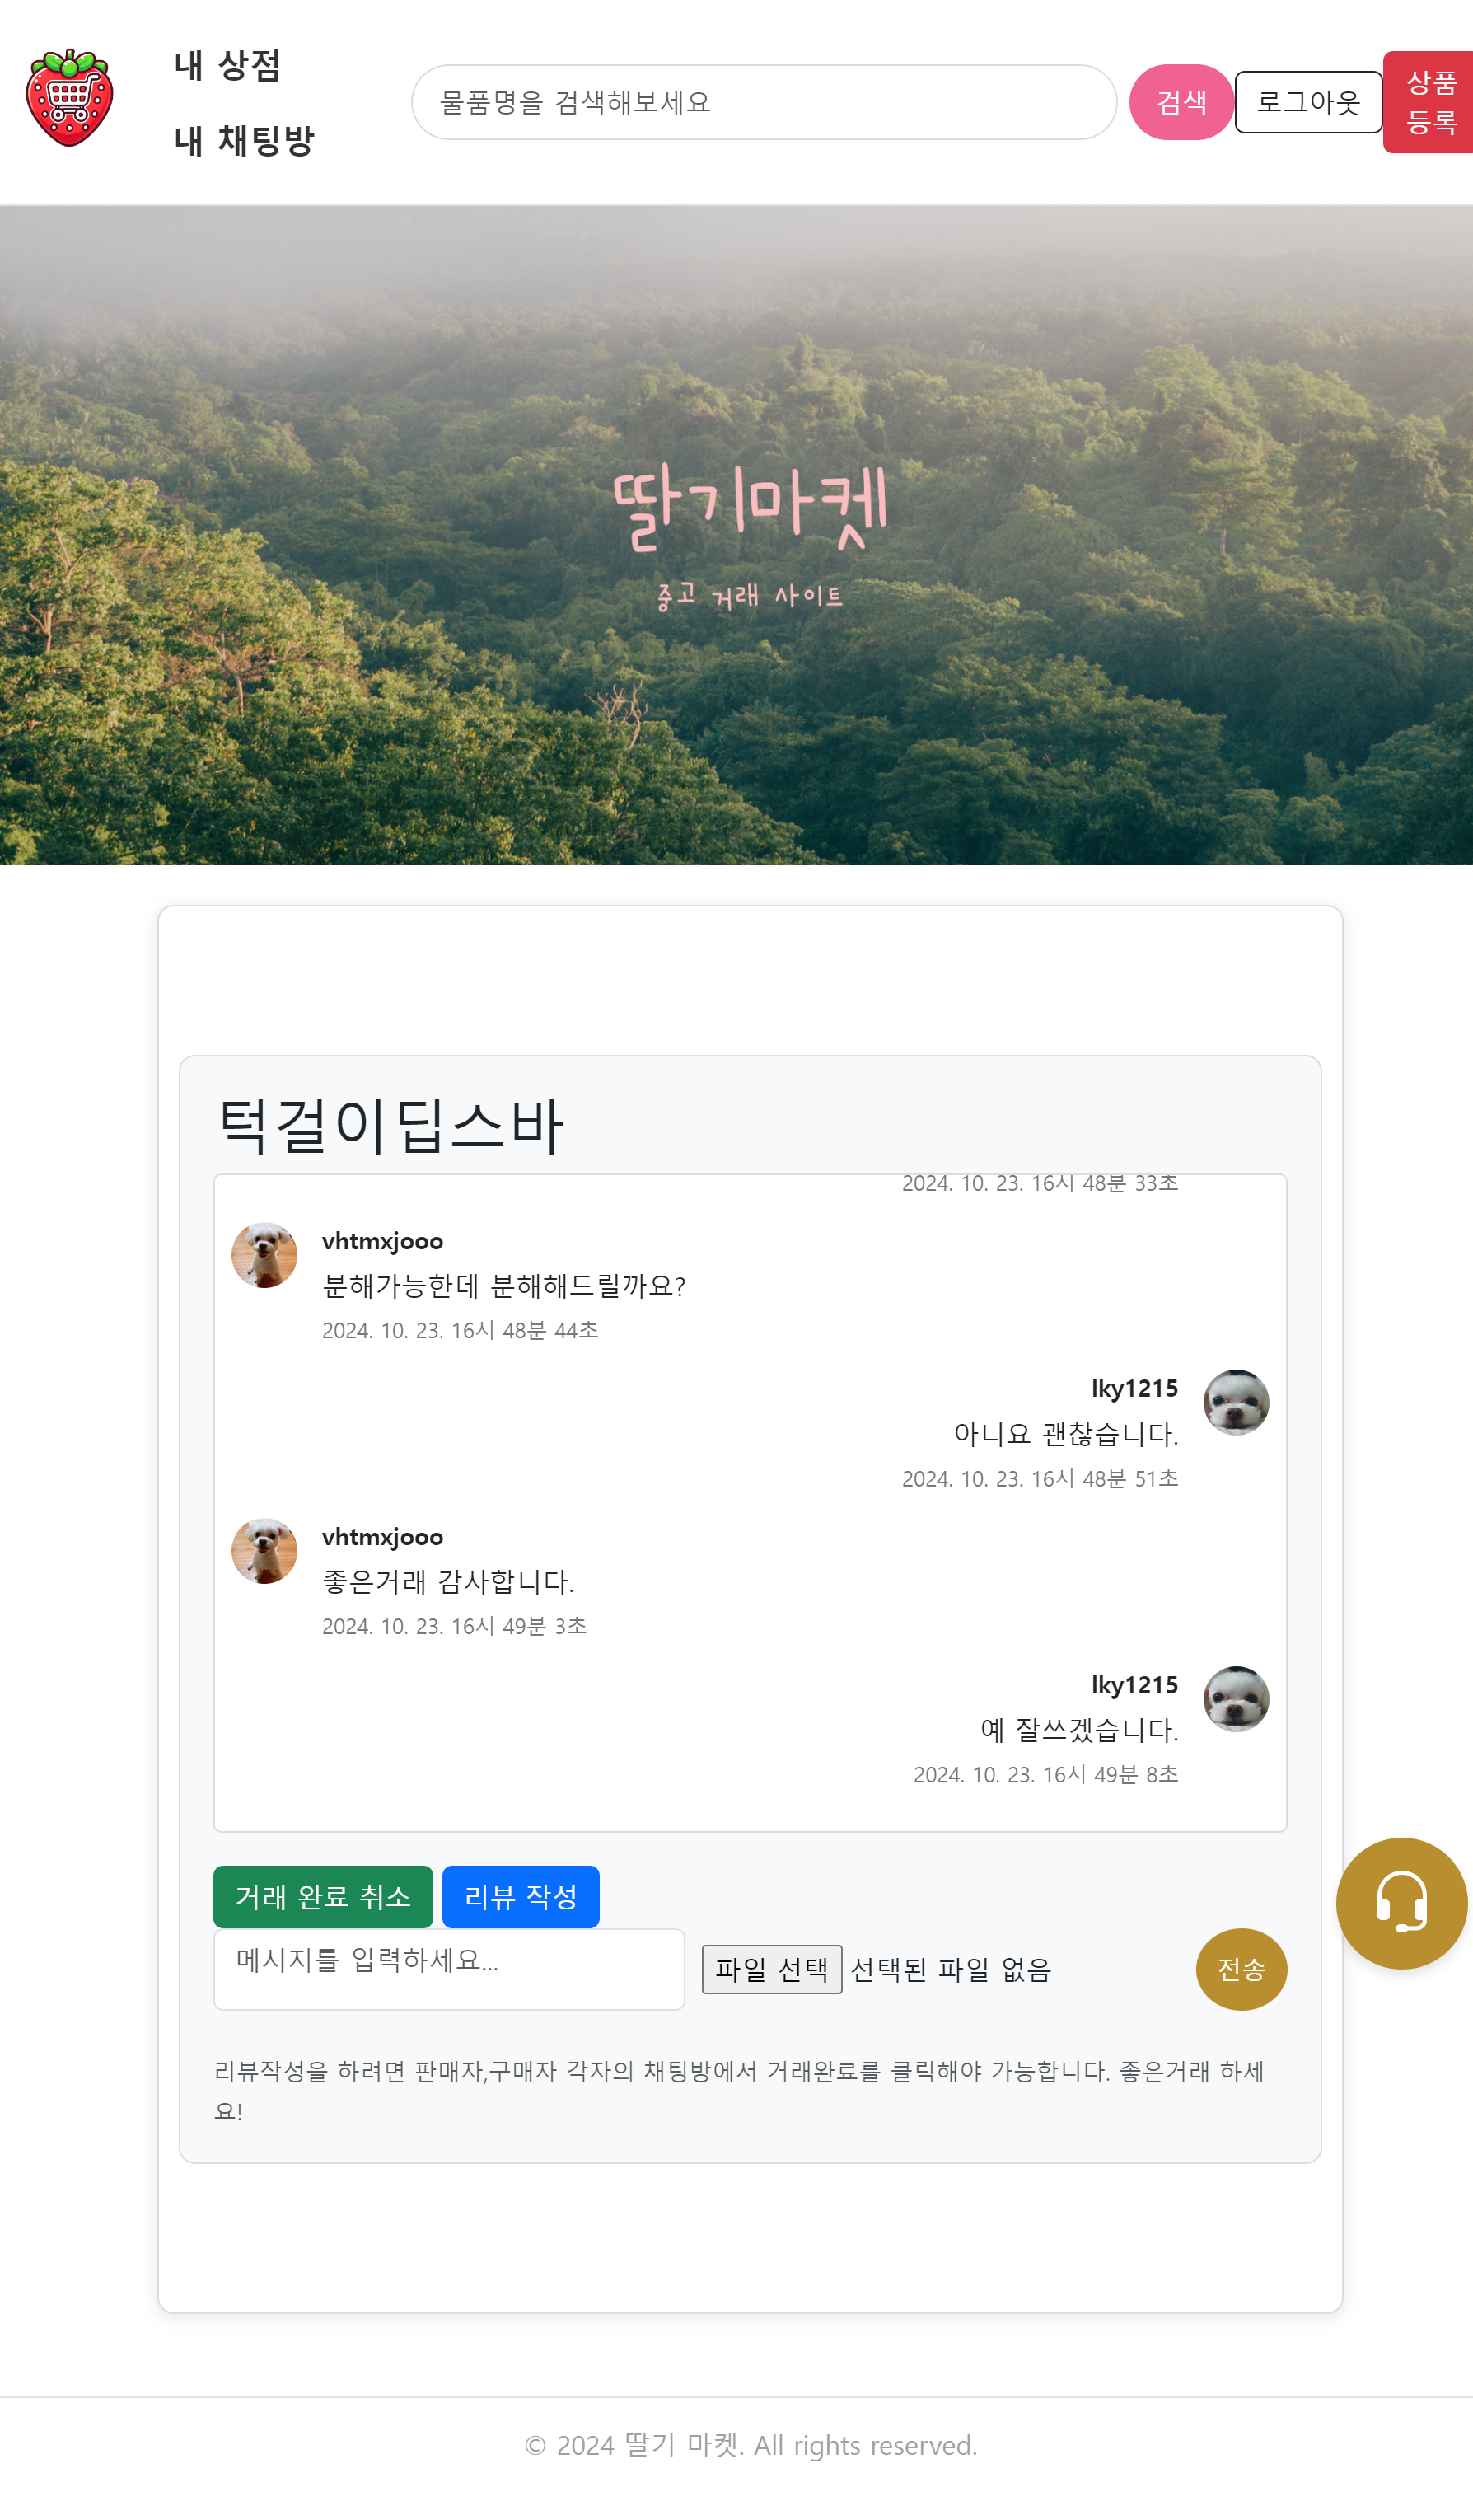 내 상점
내 채팅방
물품명을 검색해보세요
검색
로그아웃
상품
등록
딸기마켓
중고 거래 사이트
턱걸이딥스바
2024. 10. 23. 16시 48분 33초
vhtmxjooo
분해가능한데 분해해드릴까요?
2024. 10. 23. 16시 48분 44초
lky1215
아니요 괜찮습니다.
2024. 10. 23. 16시 48분 51초
vhtmxjooo
좋은거래 감사합니다.
2024. 10. 23. 16시 49분 3초
lky1215
예 잘쓰겠습니다.
2024. 10. 23. 16시 49분 8초
거래 완료 취소
리뷰 작성
메시지를 입력하세요...
파일 선택 선택된 파일 없음
전송
리뷰작성을 하려면 판매자,구매자 각자의 채팅방에서 거래완료를 클릭해야 가능합니다. 좋은거래 하세
요!
© 2024 딸기 마켓. All rights reserved.